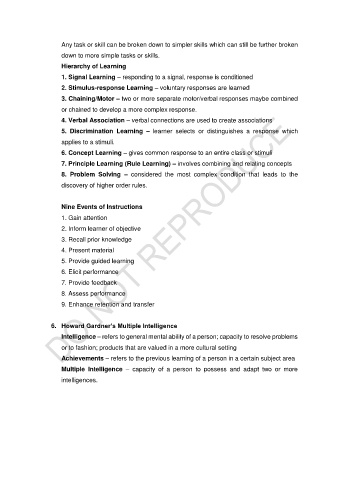 Any task or skill can be broken down to simpler skills which can still be further broken
down to more simple tasks or skills.
Hierarchy of Learning
1. Signal Learning – responding to a signal, response is conditioned
2. Stimulus-response Learning – voluntary responses are learned
3. Chaining/Motor – two or more separate motor/verbal responses maybe combined
or chained to develop a more complex response.
4. Verbal Association – verbal connections are used to create associations
5. Discrimination Learning – learner selects or distinguishes a response which
applies to a stimuli.
6. Concept Learning – gives common response to an entire class or stimuli
7. Principle Learning (Rule Learning) – involves combining and relating concepts
8. Problem Solving – considered the most complex condition that leads to the
discovery of higher order rules.
Nine Events of Instructions
1. Gain attention
2. Inform learner of objective
3. Recall prior knowledge
4. Present material
5. Provide guided learning
6. Elicit performance
7. Provide feedback
8. Assess performance
9. Enhance retention and transfer
6. Howard Gardner's Multiple Intelligence
Intelligence – refers to general mental ability of a person; capacity to resolve problems
or to fashion; products that are valued in a more cultural setting
Achievements – refers to the previous learning of a person in a certain subject area
Multiple Intelligence – capacity of a person to possess and adapt two or more
intelligences.
DO NOT REPRODUCE